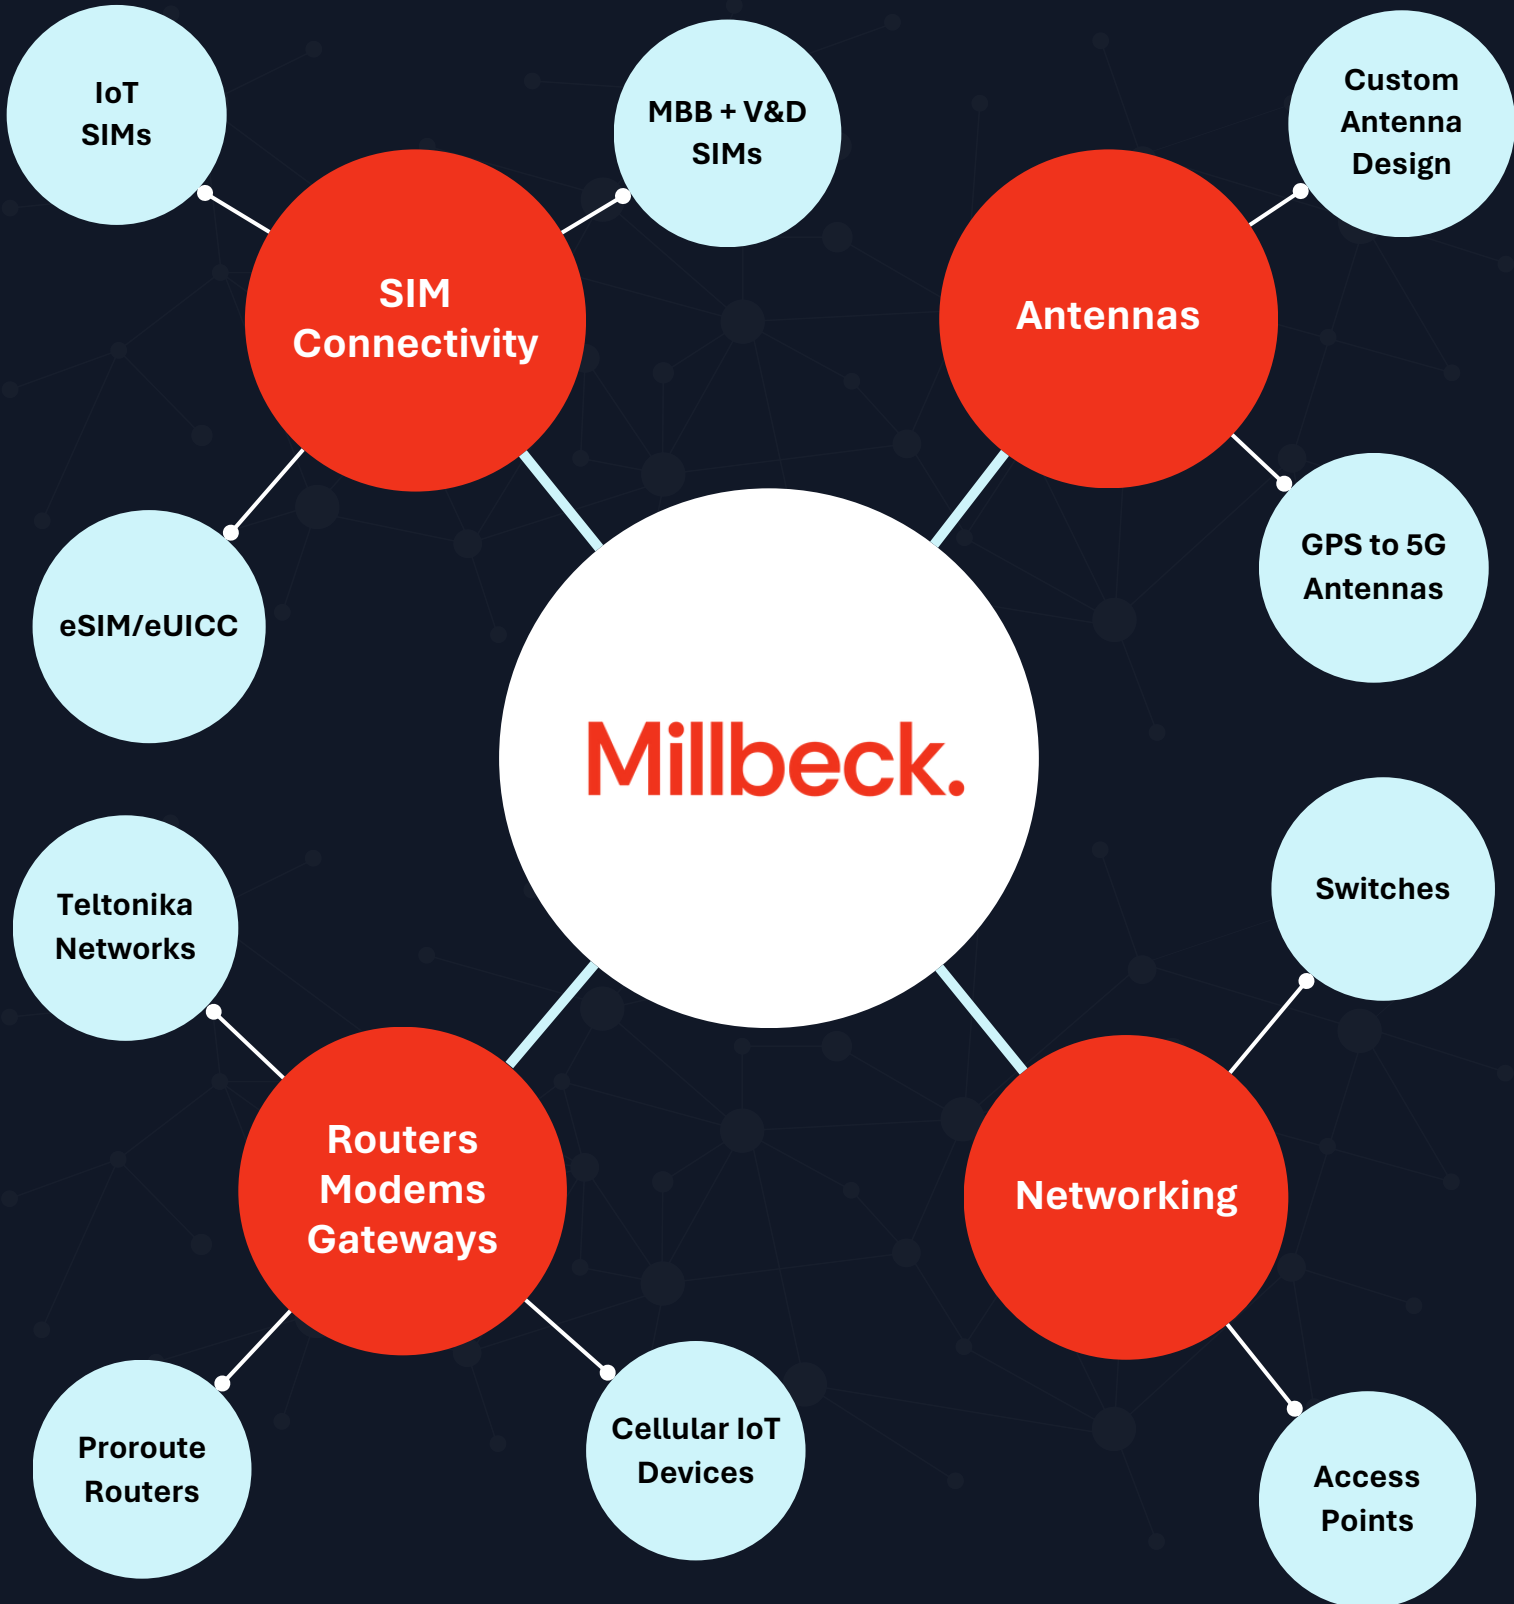 IoT
SIMs
MBB + V&D
SIMs
Custom
Antenna
Design
SIM
Connectivity
Antennas
eSIM/eUICC
GPS to 5G
Antennas
Millbeck.
Teltonika
Networks
Switches
Routers
Modems
Gateways
Networking
Proroute
Routers
Cellular IoT
Devices
Access
Points